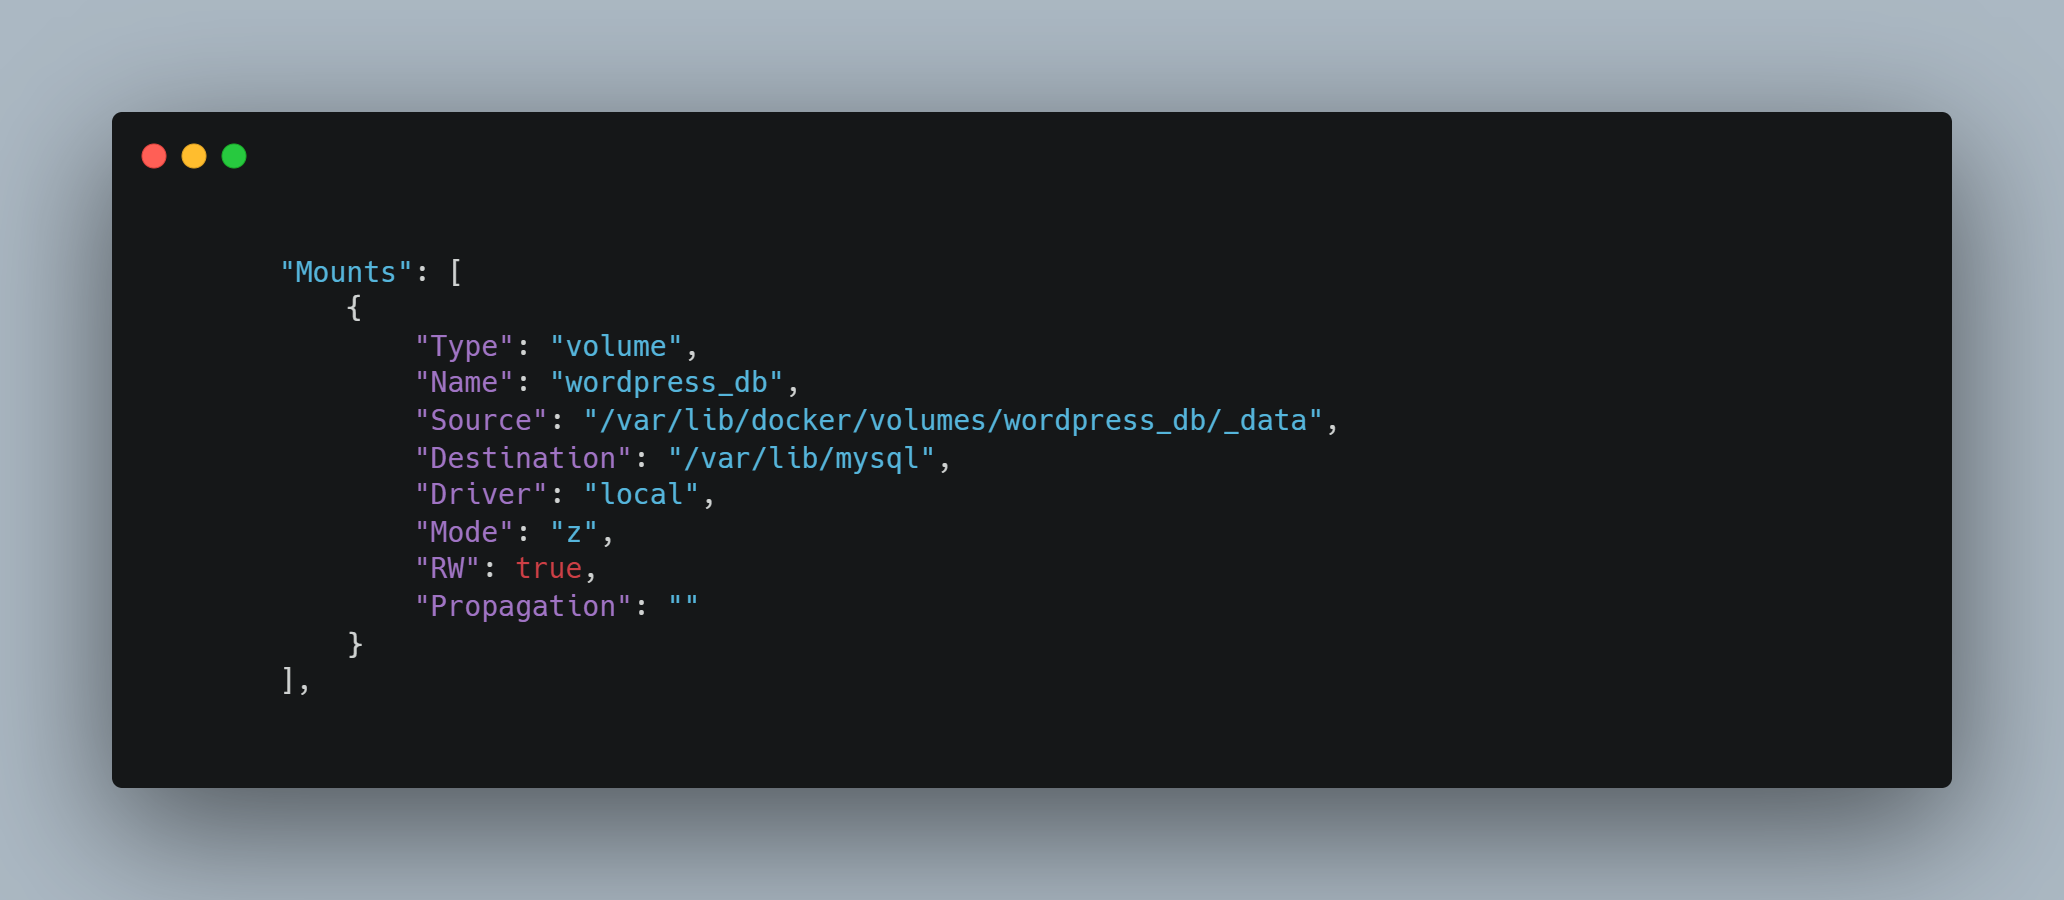 "Mounts": [
{
"Type": "volume",
"Name": "wordpress_db",
"Source": "/var/lib/docker/volumes/wordpress_db/_data",
"Destination": "/var/lib/mysql",
"Driver": "local",
"Mode": "z",
"RW": true,
"Propagation": ""
}
],